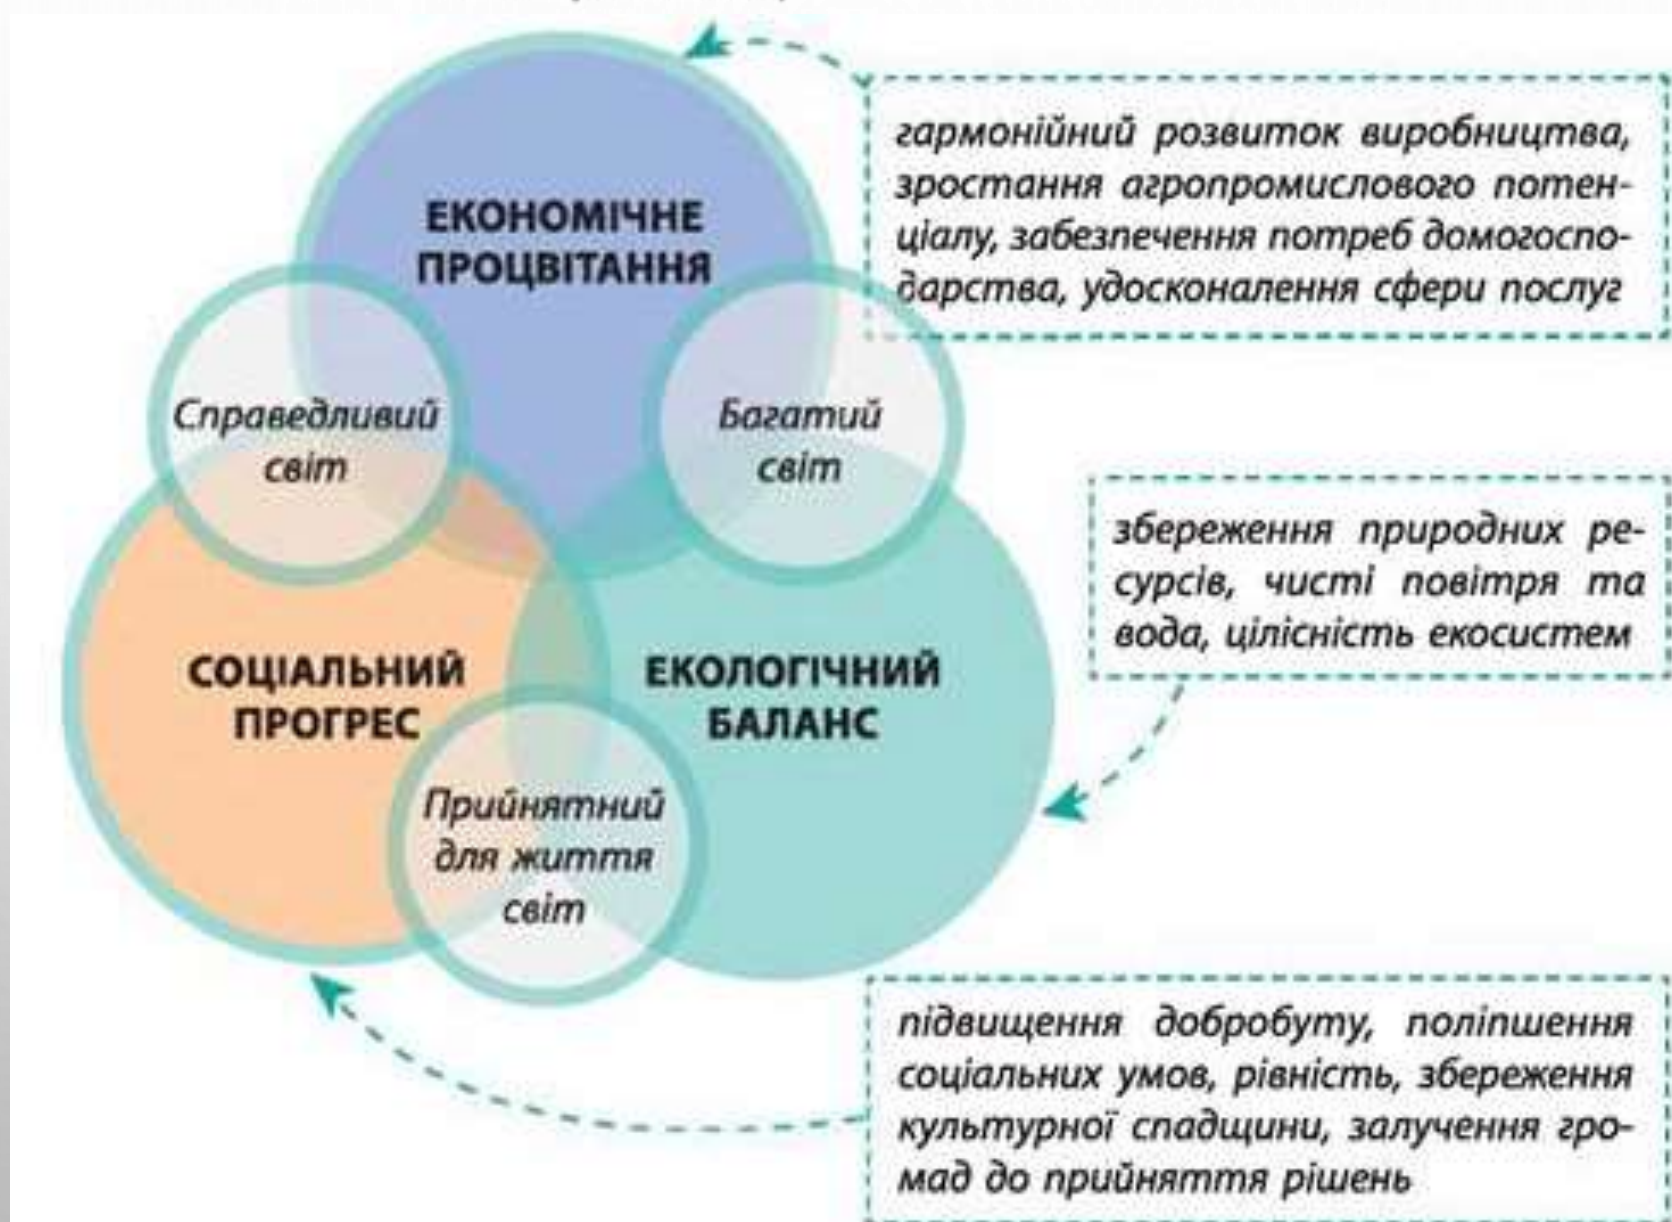 ЕКОНОМІЧНЕ
ПРОЦВІТАННЯ
гармонійний розвиток виробництва,
зростання агропромислового потен-
ціалу, забезпечення потреб домогоспо-
дарства, удосконалення сфери послуг
Справедливий
світ
Багатий
світ
збереження природних ре-
сурсів, чисті повітря та
вода, цілісність екосистем
СОЦІАЛЬНИЙ
ПРОГРЕС
ЕКОЛОГІЧНИЙ
БАЛАНС
Прийнятний
для життя
світ
підвищення добробуту, поліпшення
соціальних умов, рівність, збереження
культурної спадщини, залучення гро-
мад до прийняття рішень